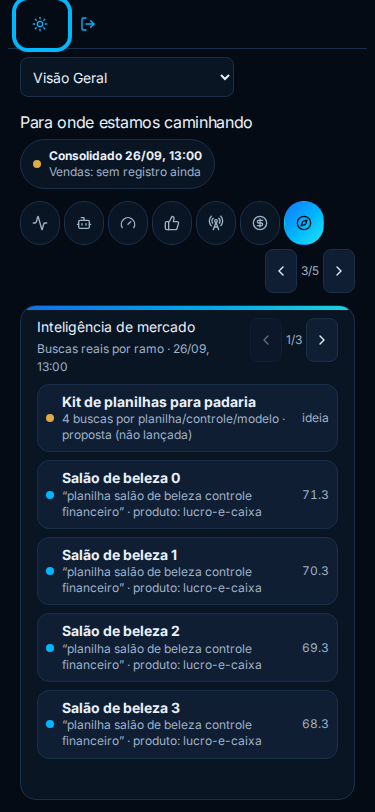 Visão Geral
Para onde estamos caminhando
Consolidado 26/09, 13:00
Vendas: sem registro ainda
3/5
Inteligência de mercado
Buscas reais por ramo · 26/09,
13:00
1/3
Kit de planilhas para padaria
4 buscas por planilha/controle/modelo ·
proposta (não lançada)
ideia
Salão de beleza 0
“planilha salão de beleza controle
financeiro” · produto: lucro-e-caixa
71.3
Salão de beleza 1
“planilha salão de beleza controle
financeiro” · produto: lucro-e-caixa
70.3
Salão de beleza 2
“planilha salão de beleza controle
financeiro” · produto: lucro-e-caixa
69.3
Salão de beleza 3
“planilha salão de beleza controle
financeiro” · produto: lucro-e-caixa
68.3